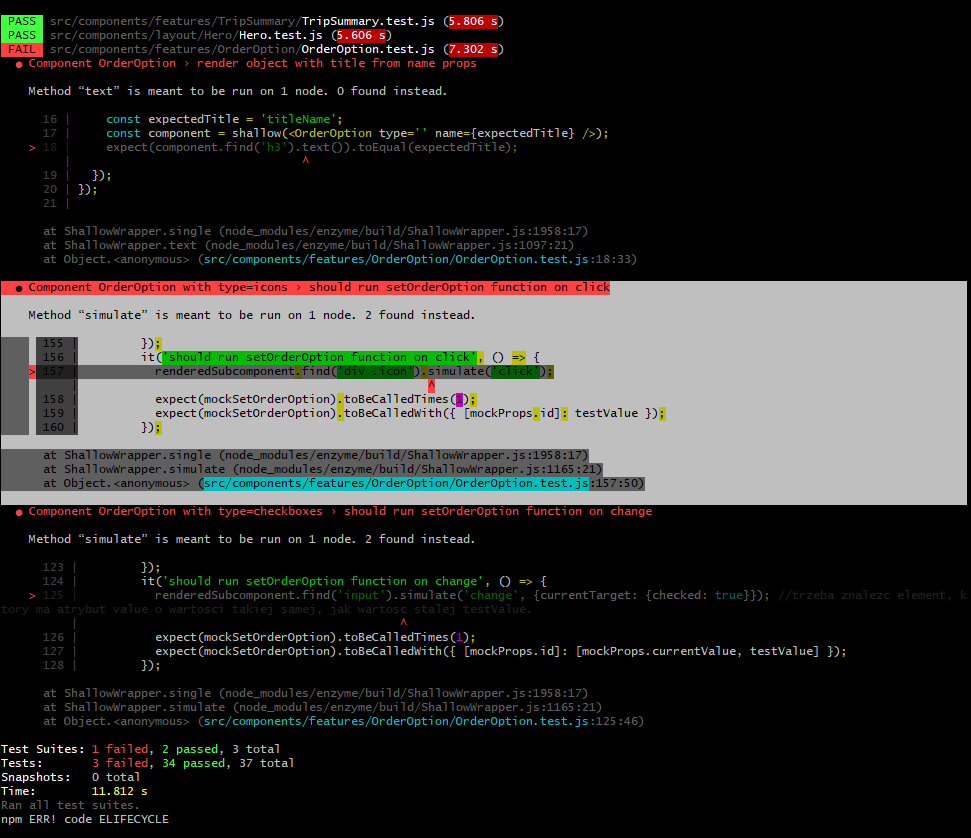 PASS src/components/features/TripSummary/TripSummary.test.js (5.806 s)
PASS src/components/layout/Hero/Hero.test.js (5.606 s)
FAIL src/components/features/OrderOption/OrderOption.test.js (7.302 s)
● Component OrderOption › render object with title from name props
Method “text” is meant to be run on 1 node. 0 found instead.
16 | const expectedTitle = 'titleName';
17 | const component = shallow(<OrderOption type='' name={expectedTitle} />);
> 18 | expect(component.find('h3').text()).toEqual(expectedTitle);
| ^
19 | });
20 | });
21 |
at ShallowWrapper.single (node_modules/enzyme/build/ShallowWrapper.js:1958:17)
at ShallowWrapper.text (node_modules/enzyme/build/ShallowWrapper.js:1097:21)
at Object.<anonymous> (src/components/features/OrderOption/OrderOption.test.js:18:33)
● Component OrderOption with type=icons › should run setOrderOption function on click
Method “simulate” is meant to be run on 1 node. 2 found instead.
155 | });
156 | it('should run setOrderOption function on click', () => {
> 157 | renderedSubcomponent.find('div .icon').simulate('click');
| ^
158 | expect(mockSetOrderOption).toBeCalledTimes(1);
159 | expect(mockSetOrderOption).toBeCalledWith({ [mockProps.id]: testValue });
160 | });
at ShallowWrapper.single (node_modules/enzyme/build/ShallowWrapper.js:1958:17)
at ShallowWrapper.simulate (node_modules/enzyme/build/ShallowWrapper.js:1165:21)
at Object.<anonymous> (src/components/features/OrderOption/OrderOption.test.js:157:50)
● Component OrderOption with type=checkboxes › should run setOrderOption function on change
Method “simulate” is meant to be run on 1 node. 2 found instead.
123 | });
124 | it('should run setOrderOption function on change', () => {
> 125 | renderedSubcomponent.find('input').simulate('change', {currentTarget: {checked: true}}); //trzeba znalezc element, k
tory ma atrybut value o wartosci takiej samej, jak wartosc stalej testValue.
| ^
126 | expect(mockSetOrderOption).toBeCalledTimes(1);
127 | expect(mockSetOrderOption).toBeCalledWith({ [mockProps.id]: [mockProps.currentValue, testValue] });
128 | });
at ShallowWrapper.single (node_modules/enzyme/build/ShallowWrapper.js:1958:17)
at ShallowWrapper.simulate (node_modules/enzyme/build/ShallowWrapper.js:1165:21)
at Object.<anonymous> (src/components/features/OrderOption/OrderOption.test.js:125:46)
Test Suites: 1 failed, 2 passed, 3 total
Tests: 3 failed, 34 passed, 37 total
Snapshots: 0 total
Time: 11.812 s
Ran all test suites.
npm ERR! code ELIFECYCLE